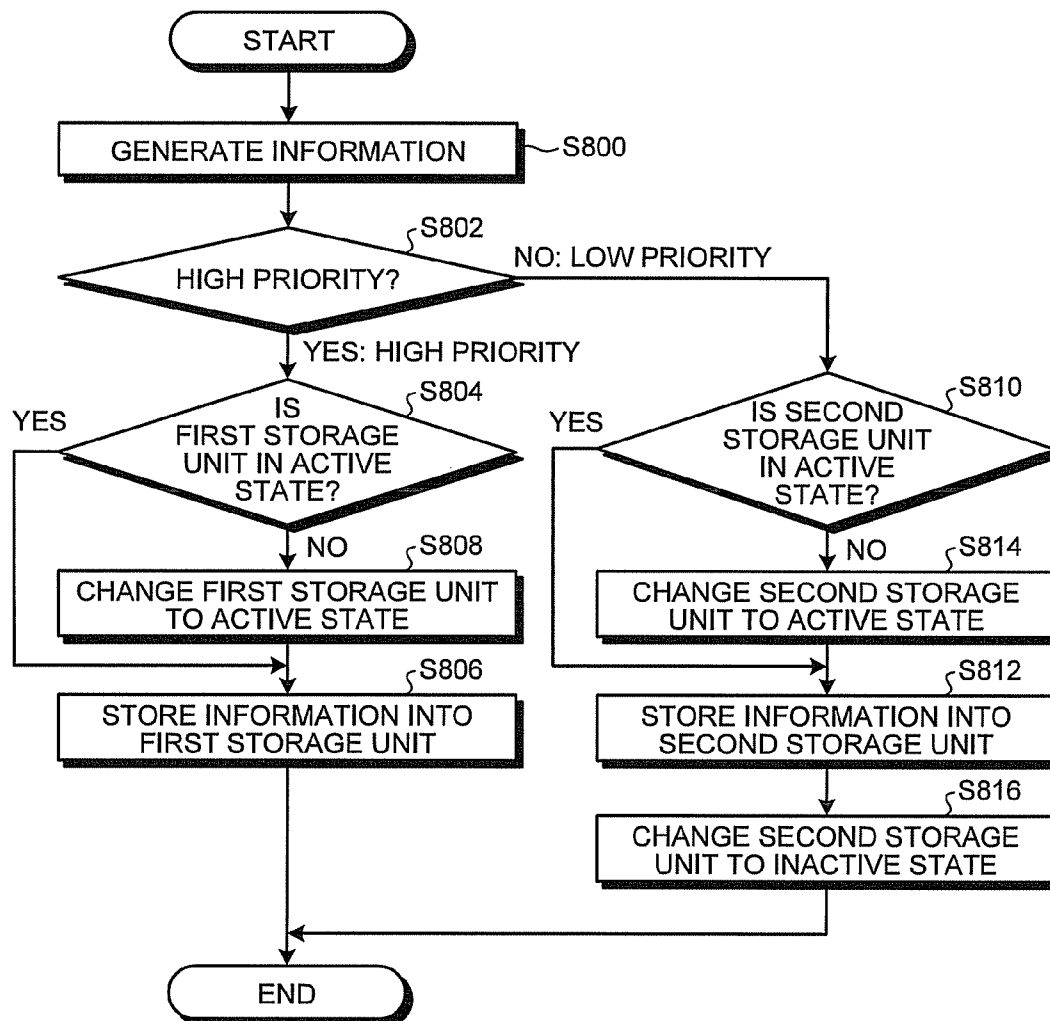 START
GENERATE INFORMATION
S800
S802
HIGH PRIORITY?
NO: LOW PRIORITY
YES: HIGH PRIORITY
S804
YES
IS
FIRST STORAGE
UNIT IN ACTIVE
STATE?
NO
S808
CHANGE FIRST STORAGE UNIT
TO ACTIVE STATE
S806
STORE INFORMATION INTO
FIRST STORAGE UNIT
S810
YES
IS SECOND
STORAGE UNIT
IN ACTIVE
STATE?
NO
S814
CHANGE SECOND STORAGE
UNIT TO ACTIVE STATE
S812
STORE INFORMATION INTO
SECOND STORAGE UNIT
S816
CHANGE SECOND STORAGE
UNIT TO INACTIVE STATE
END